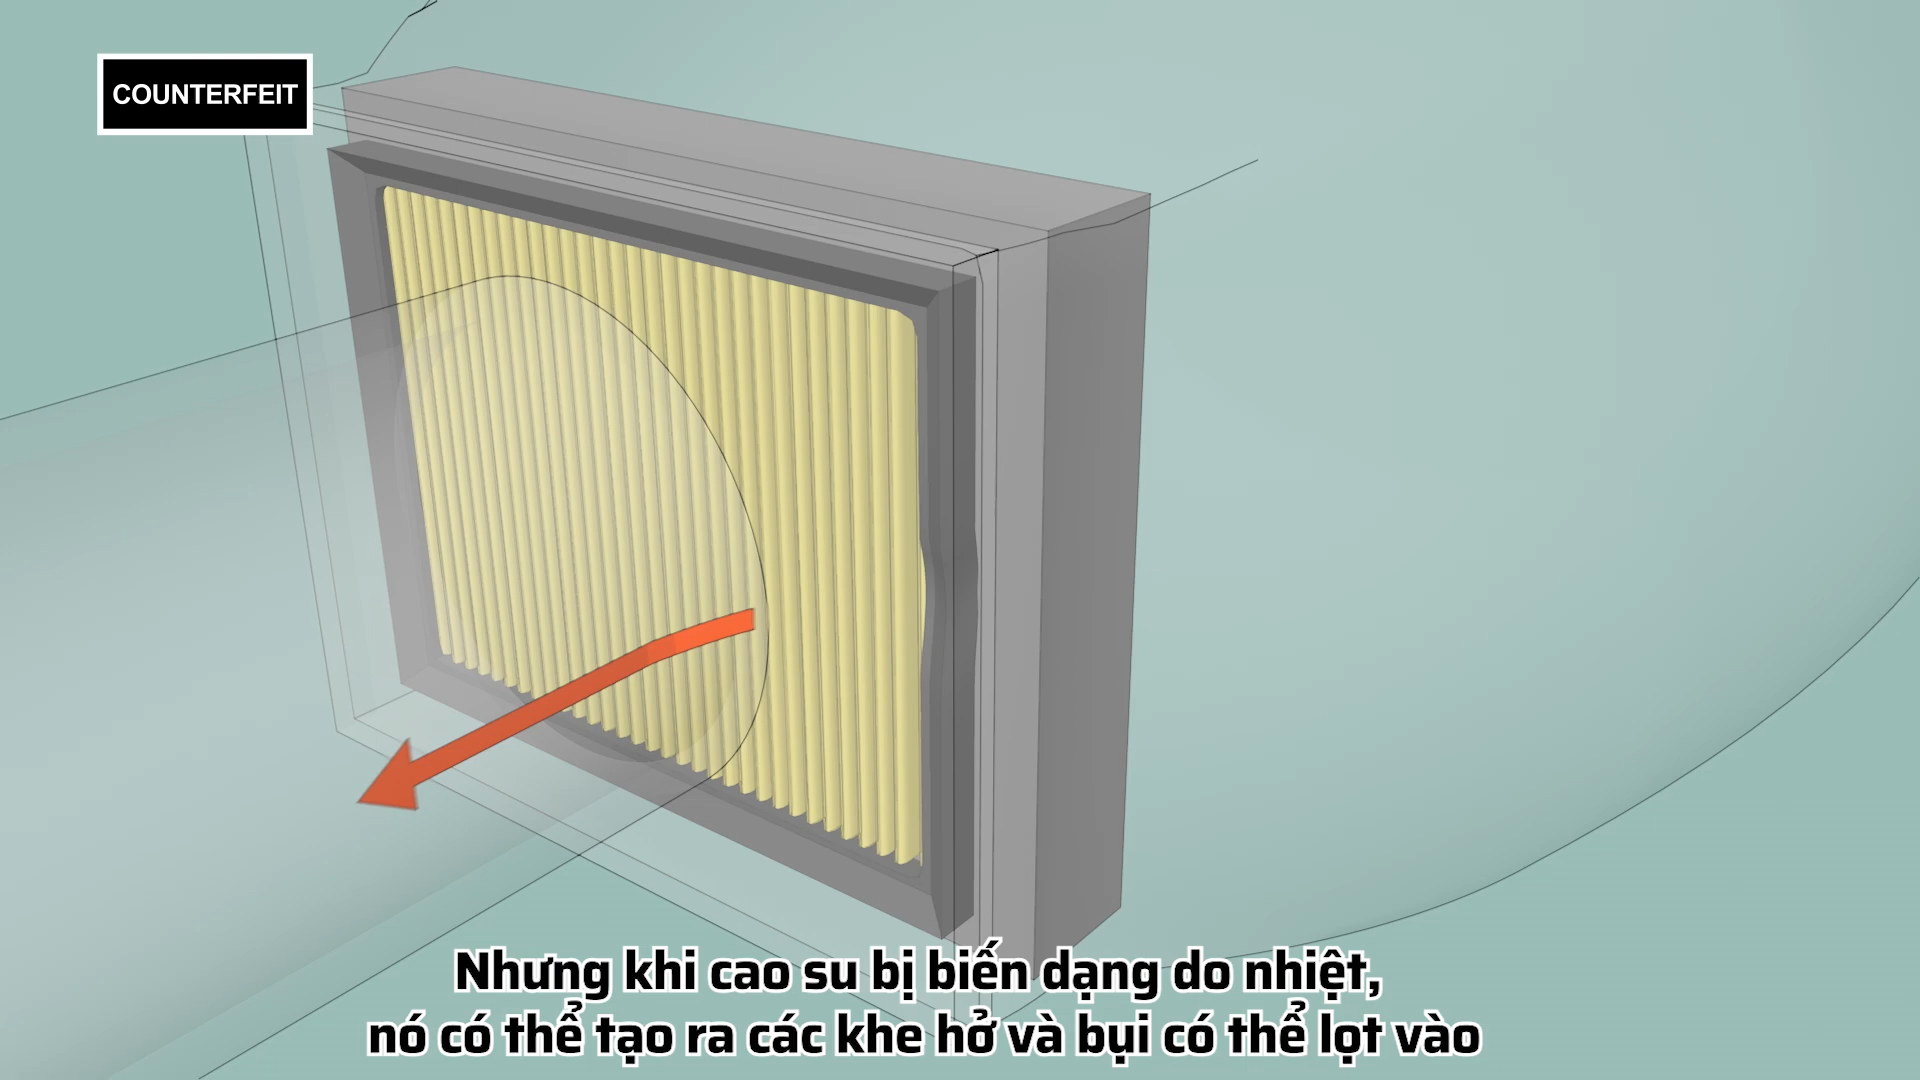 COUNTERFEIT
Nhưng khi cao su bị biến dạng do nhiệt,
nó có thể tạo ra các khe hở và bụi có thể lọt vào